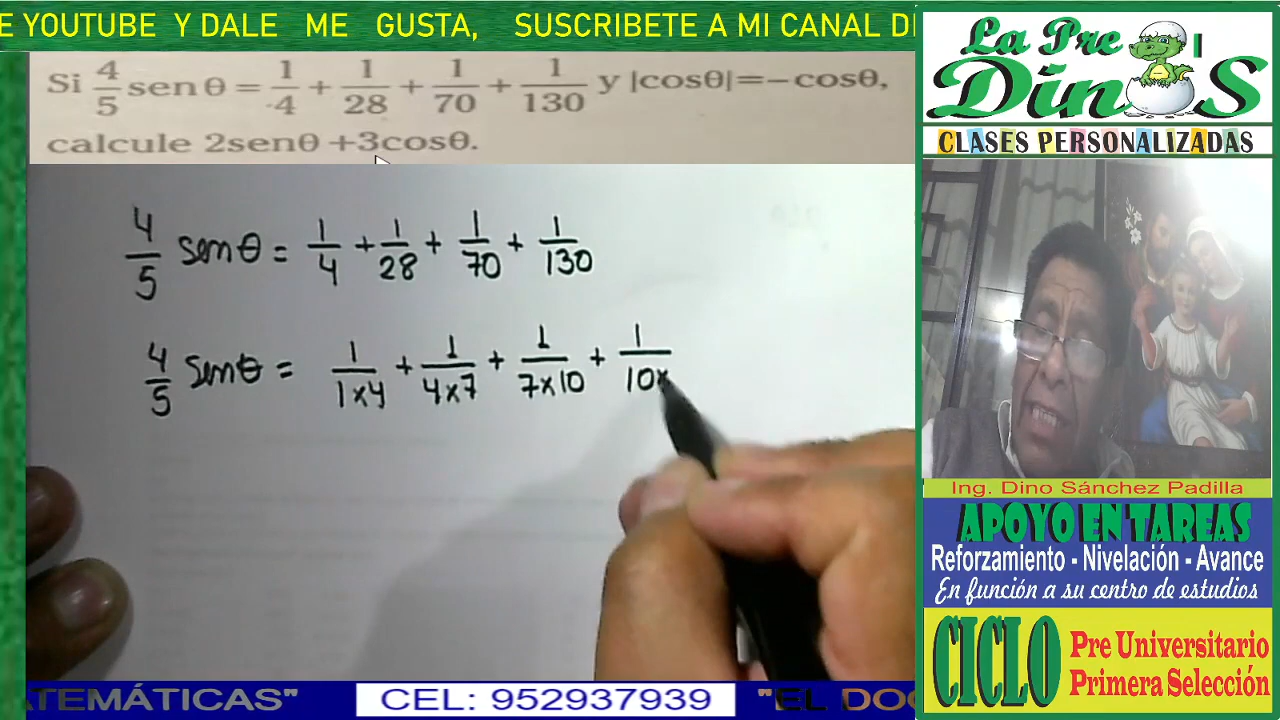 E YOUTUBE Y DALE ME GUSTA, SUSCRIBETE A MI CANAL DI
Si 4/5 sen θ = 1/4 + 1/28 + 1/70 + 1/130 y |cosθ|=−cosθ,
calcule 2senθ +3cosθ.
4/5 senθ = 1/4 + 1/28 + 1/70 + 1/130
4/5 senθ = 1/1x4 + 1/4x7 + 1/7x10 + 1/10x
La Pre
DinoS
CLASES PERSONALIZADAS
Ing. Dino Sánchez Padilla
APOYO EN TAREAS
Reforzamiento - Nivelación - Avance
En función a su centro de estudios
CICLO
Pre Universitario
Primera Selección
ATEMÁTICAS" CEL: 952937939 "EL DOC